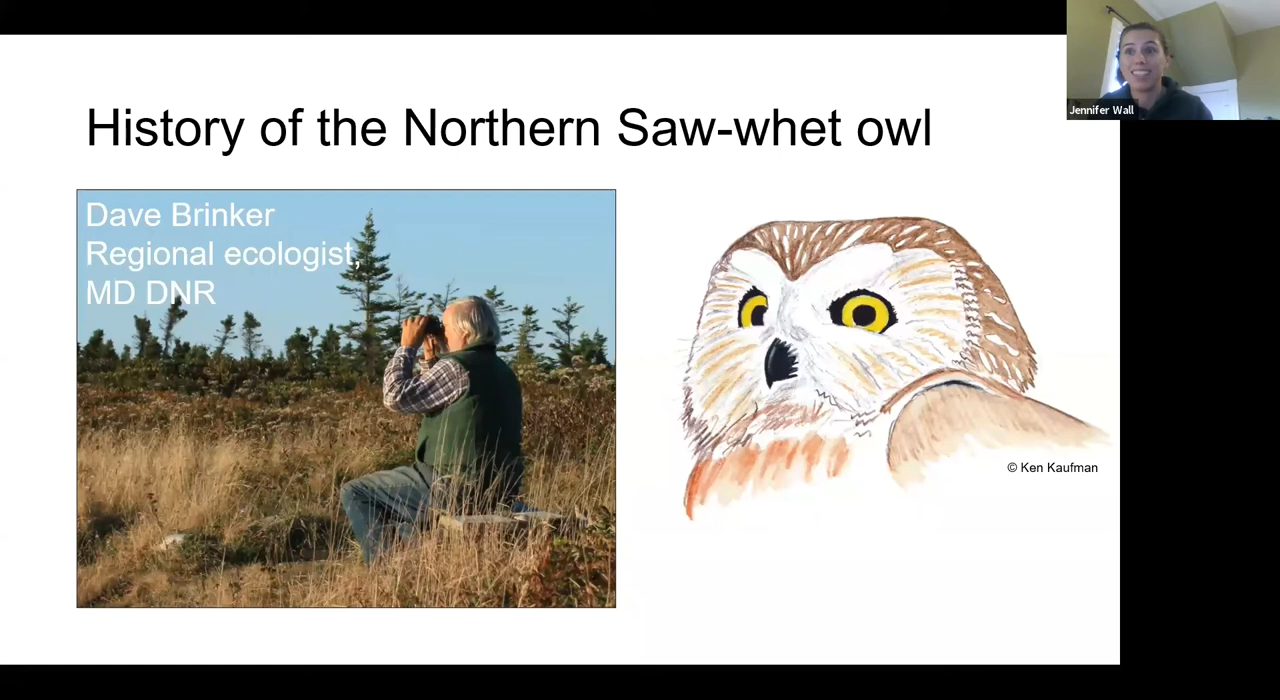 Jennifer Wall
History of the Northern Saw-whet owl
Dave Brinker
Regional ecologist,
MD DNR
© Ken Kaufman